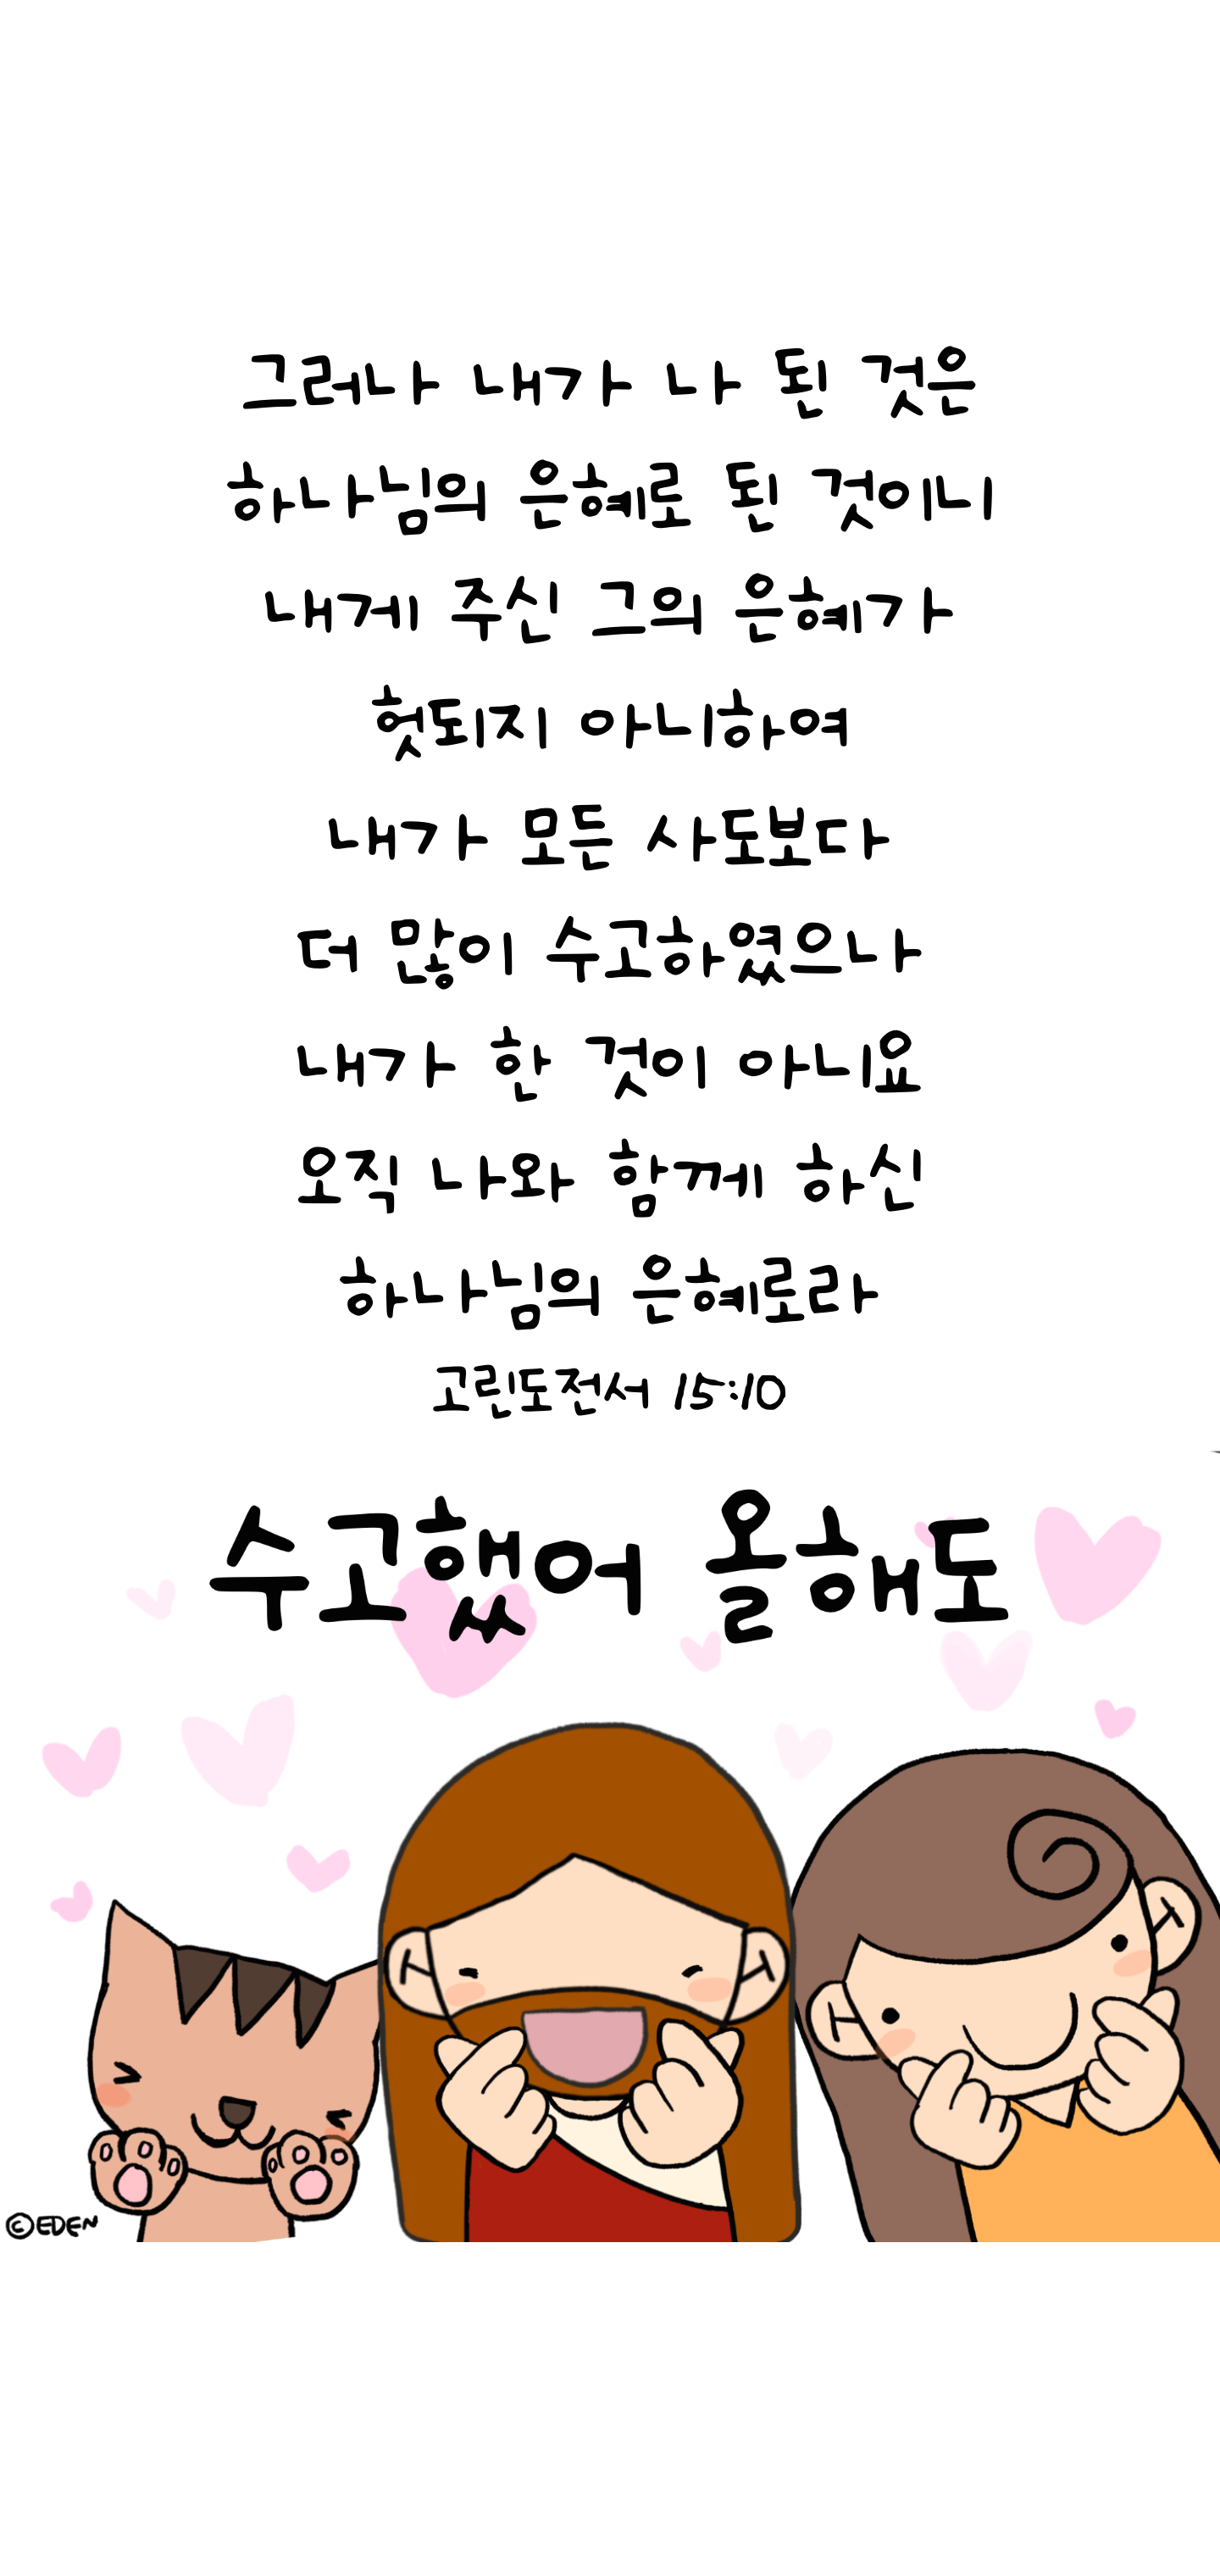 그러나 내가 나 된 것은
하나님의 은혜로 된 것이니
내게 주신 그의 은혜가
헛되지 아니하여
내가 모든 사도보다
더 많이 수고하였으나
내가 한 것이 아니요
오직 나와 함께 하신
하나님의 은혜로라
고린도전서 15:10
수고했어 올해도
©EDEN